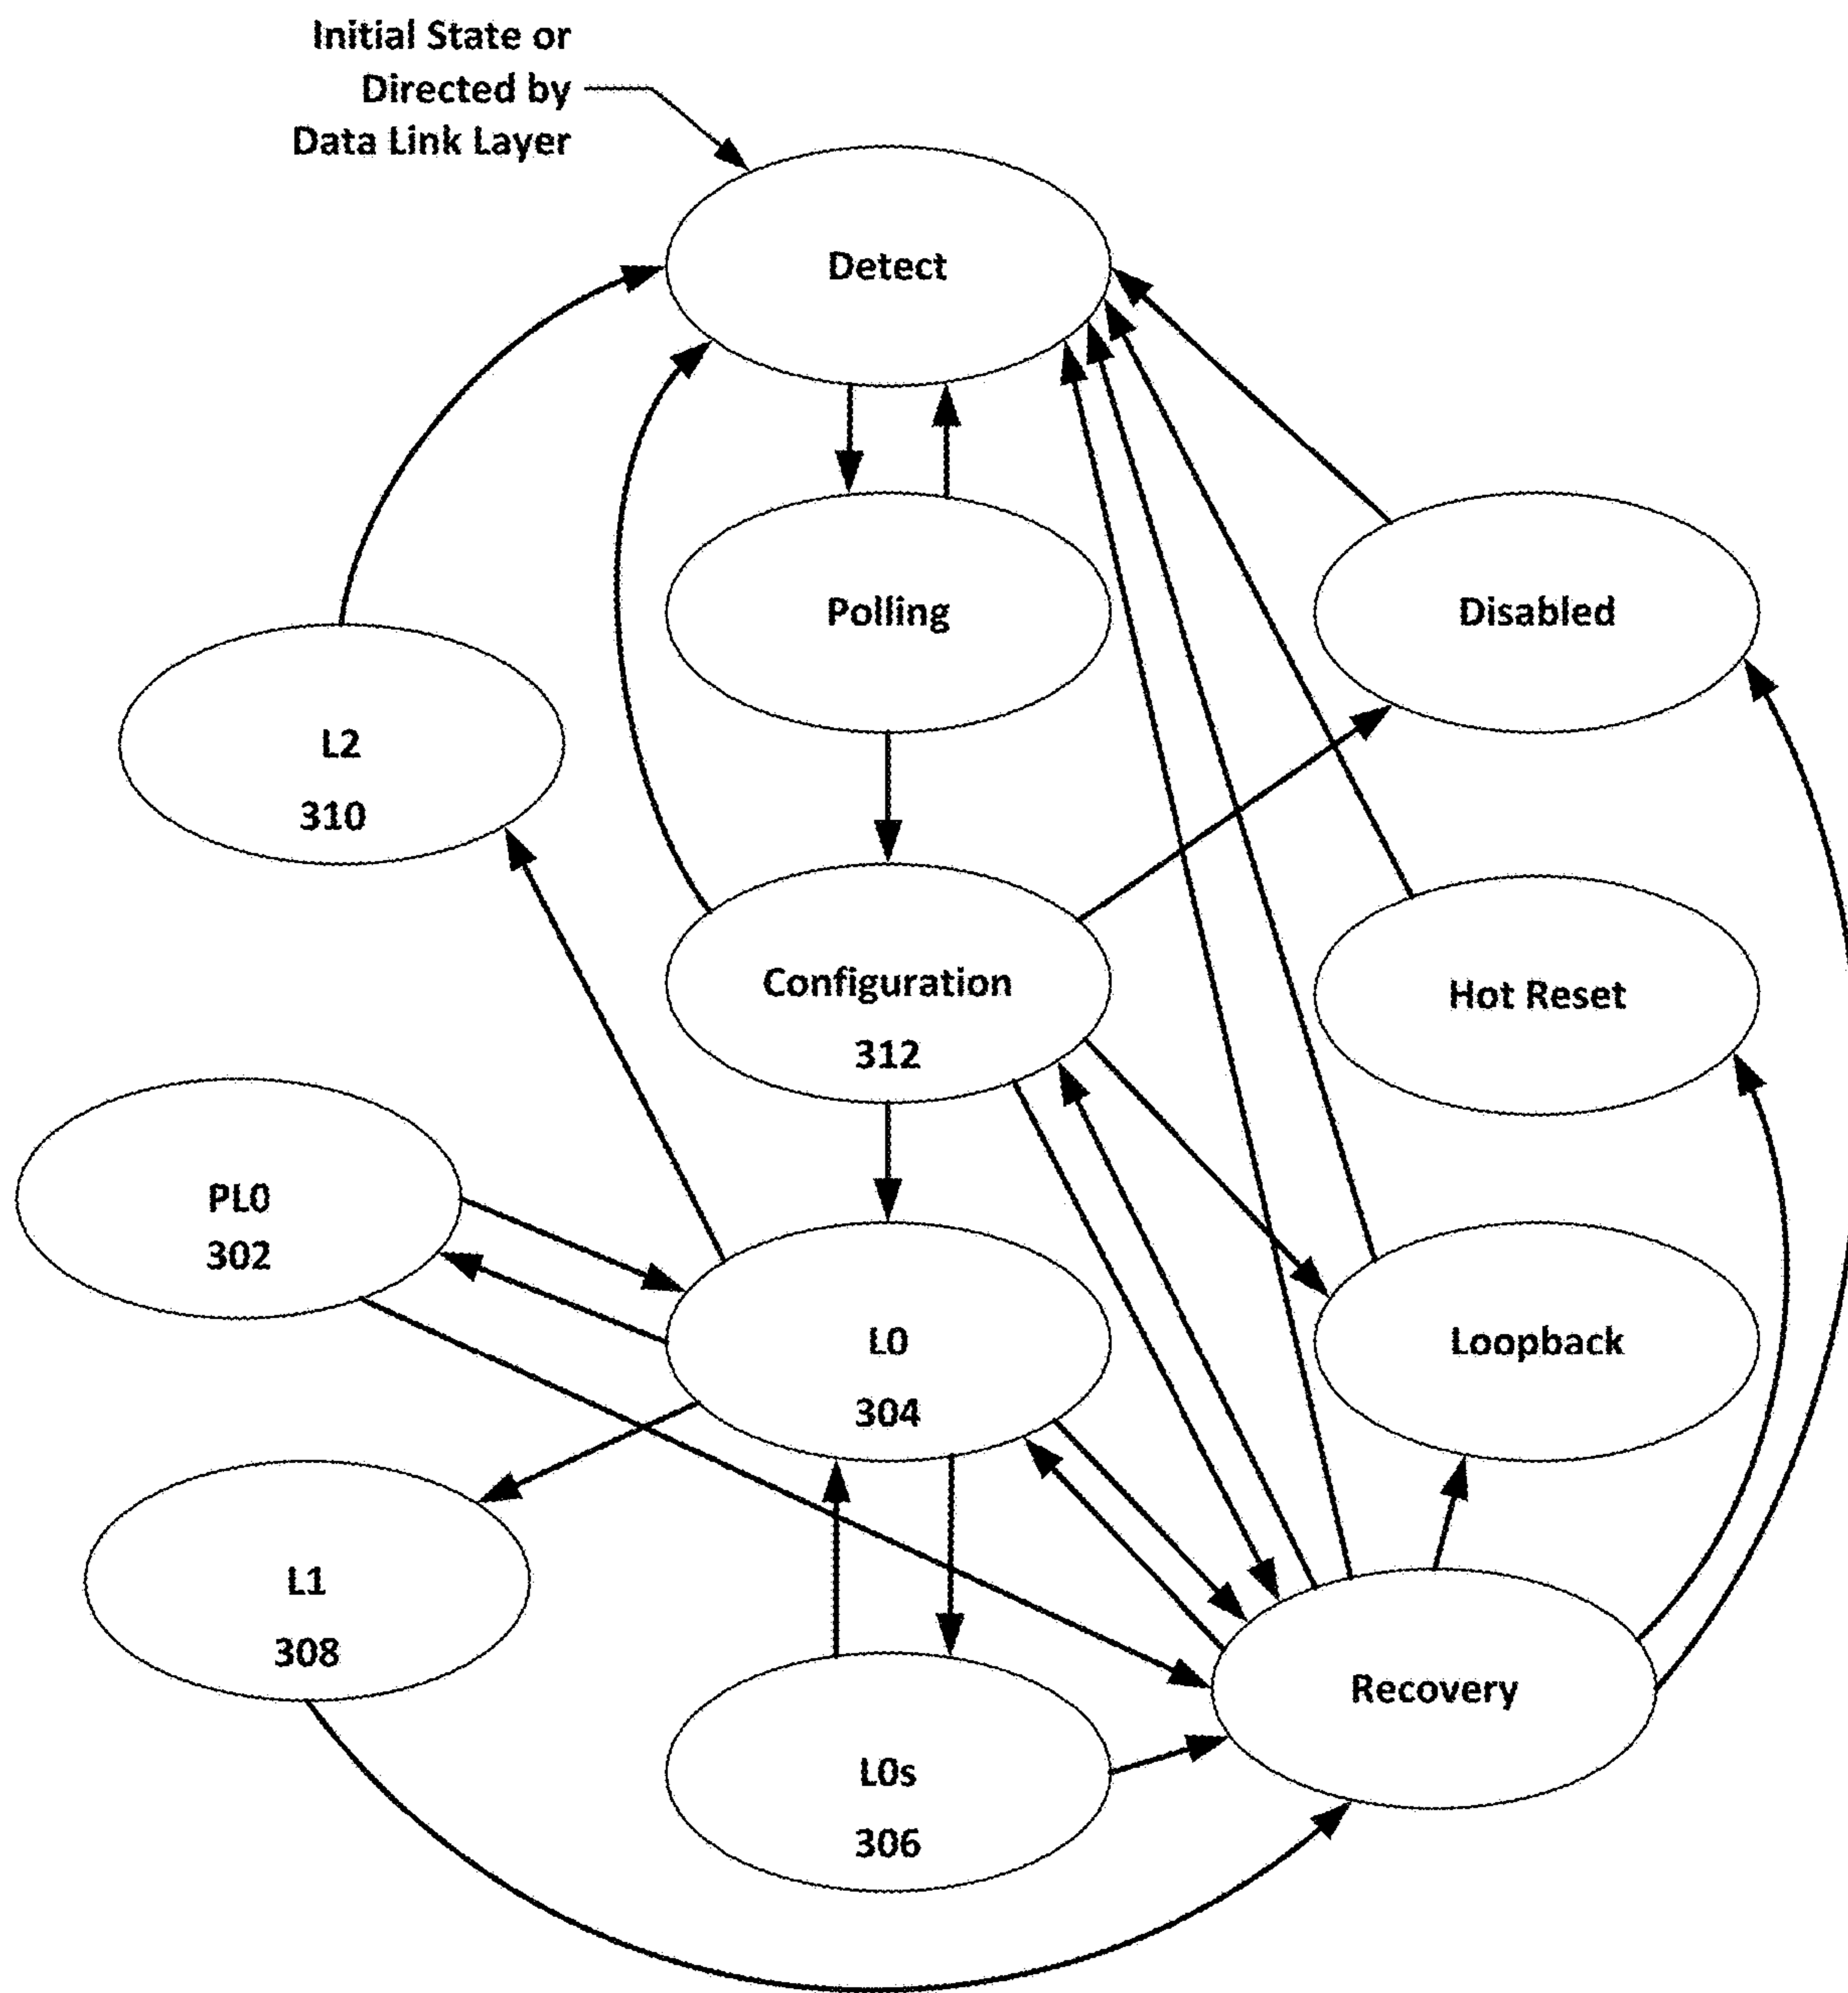 Initial State or
Directed by
Data Link Layer
Detect
Polling
Disabled
L2
310
Configuration
312
Hot Reset
PL0
302
L0
304
Loopback
L1
308
Recovery
L0s
306